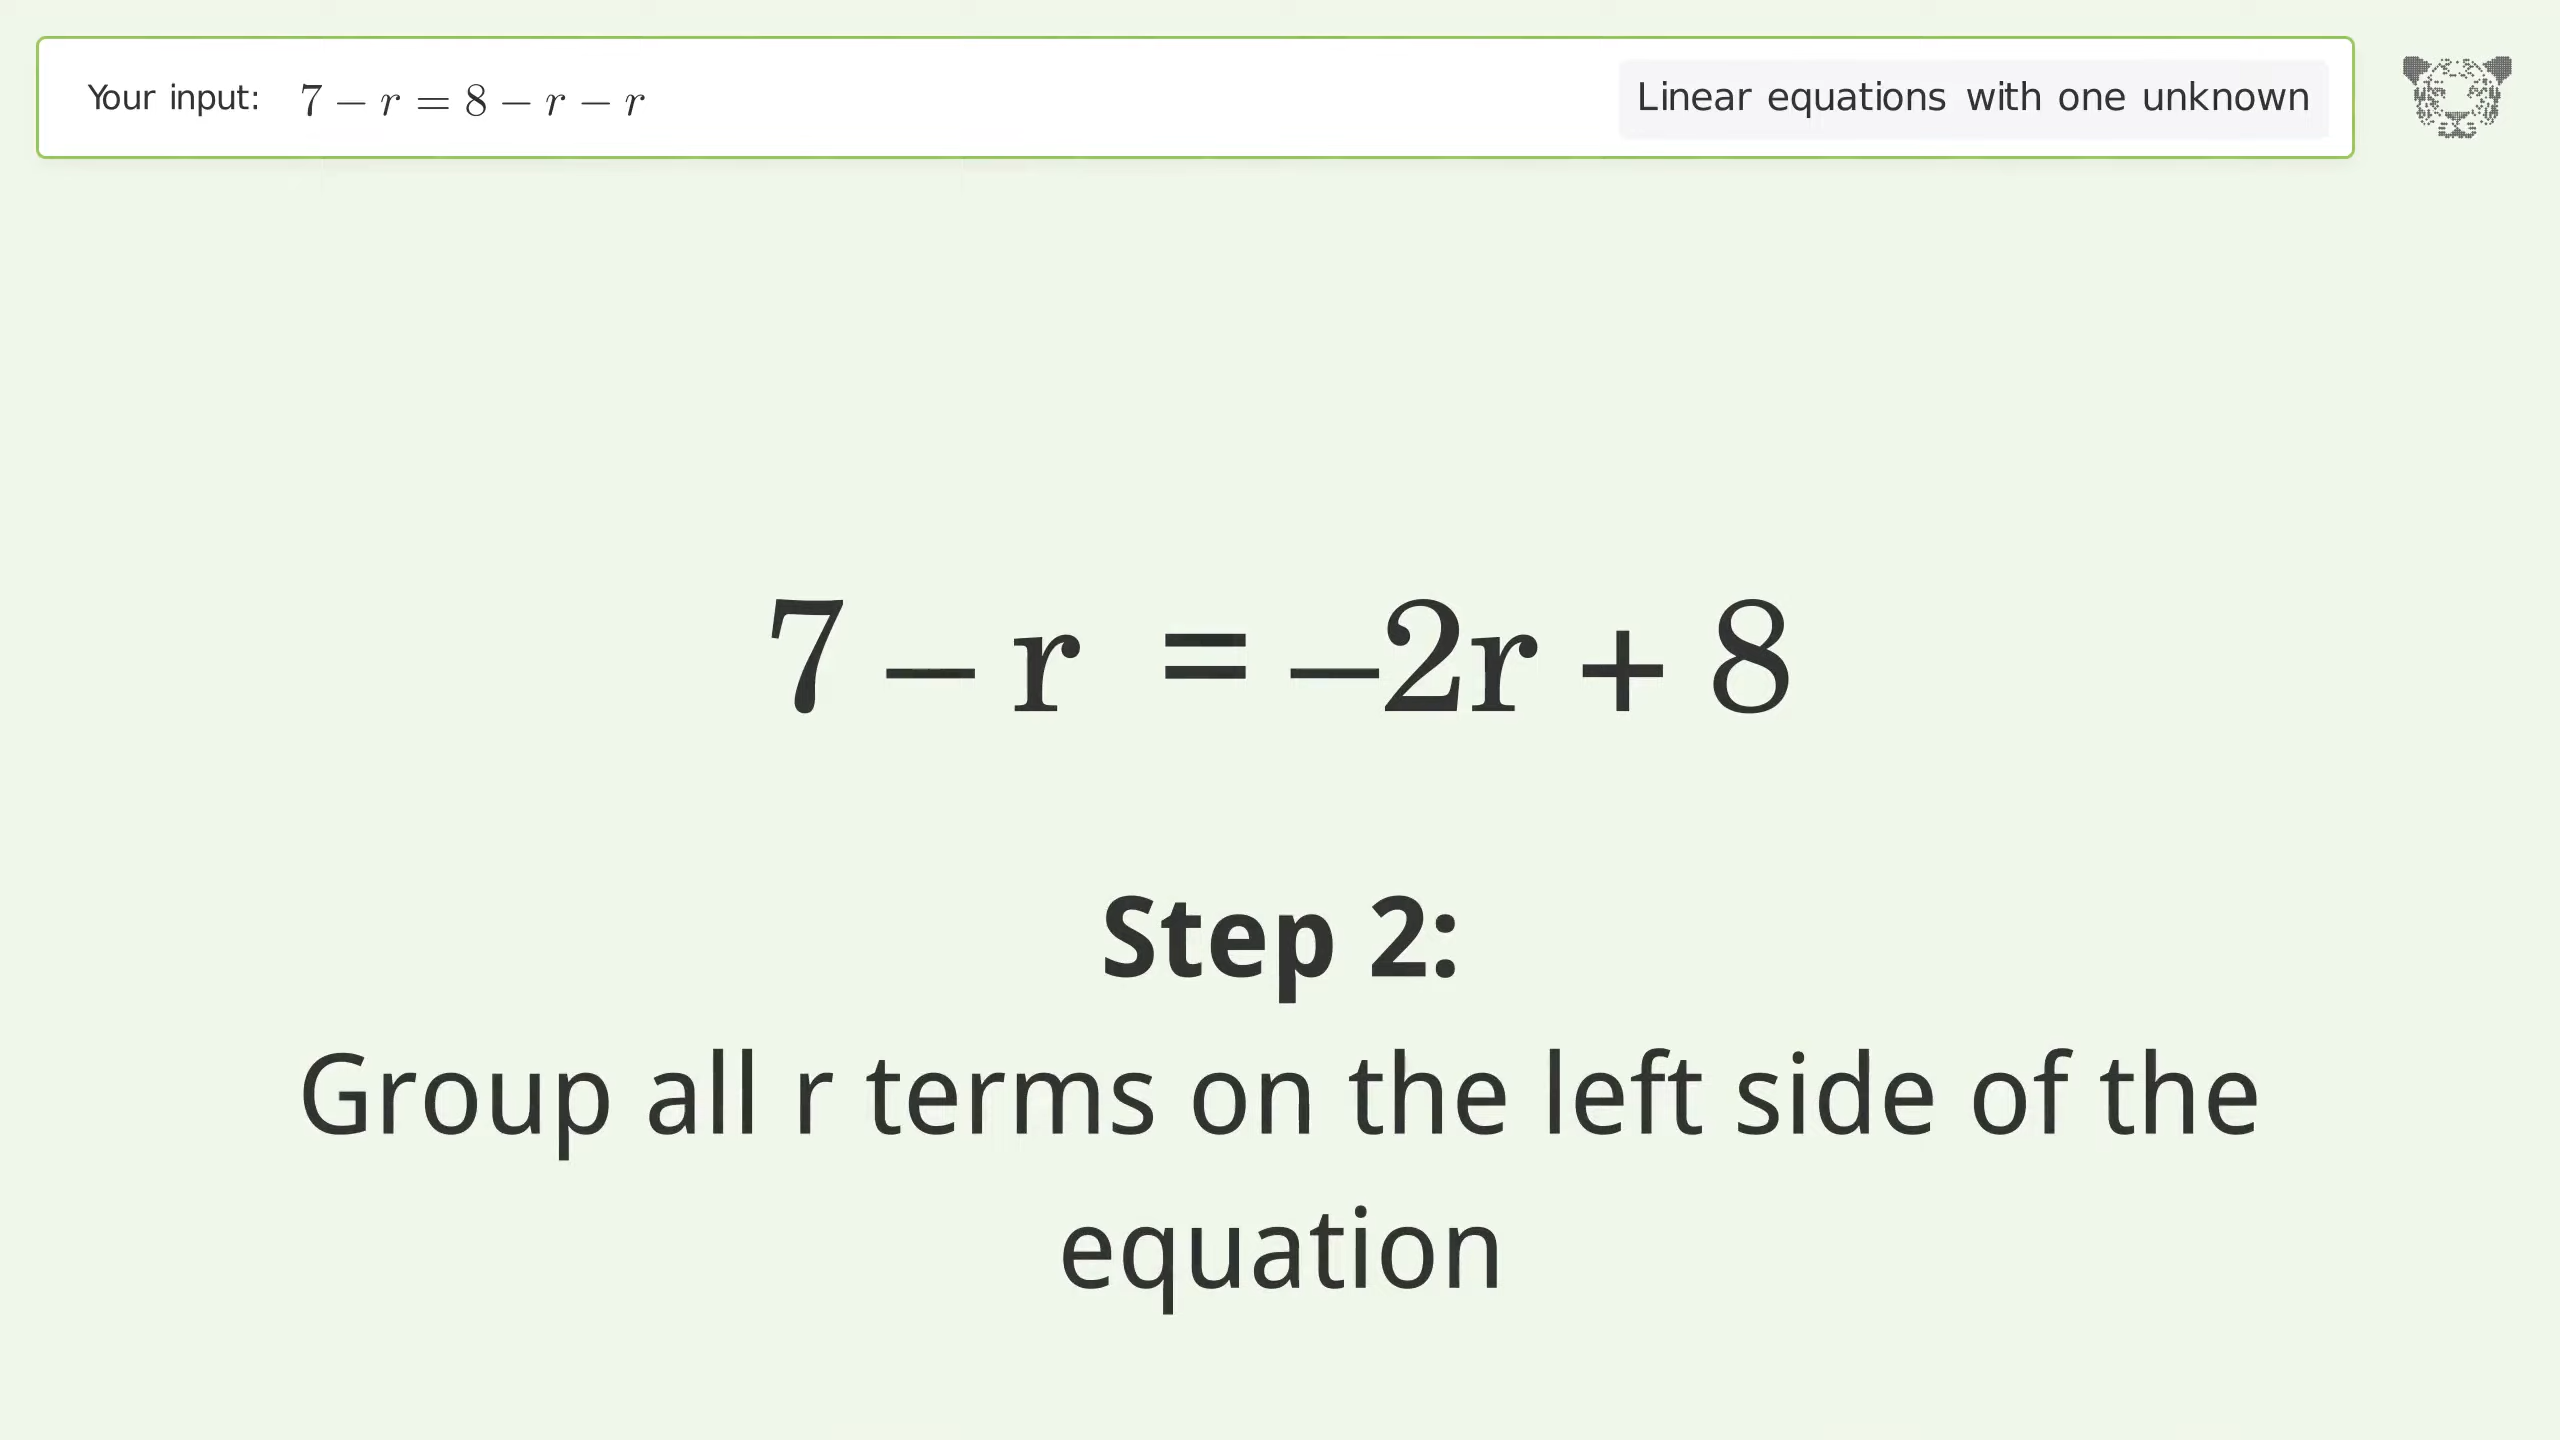 Your input: 7 − r = 8 − r − r
Linear equations with one unknown
7 − r = −2r + 8
Step 2:
Group all r terms on the left side of the
equation